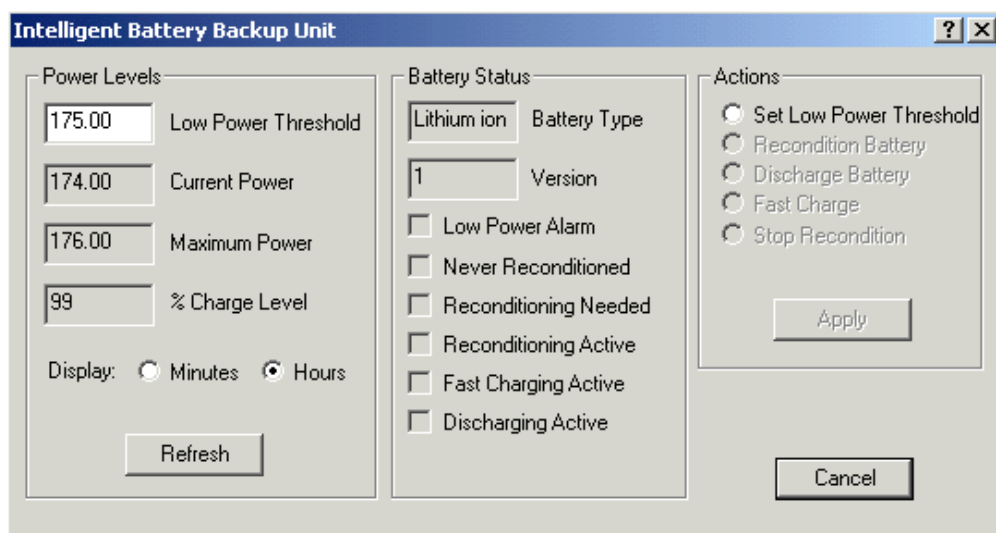 Intelligent Battery Backup Unit
Power Levels
175.00 Low Power Threshold
174.00 Current Power
176.00 Maximum Power
99 % Charge Level
Display: Minutes Hours
Refresh
Battery Status
Lithium ion Battery Type
1 Version
Low Power Alarm
Never Reconditioned
Reconditioning Needed
Reconditioning Active
Fast Charging Active
Discharging Active
Actions
Set Low Power Threshold
Recondition Battery
Discharge Battery
Fast Charge
Stop Recondition
Apply
Cancel